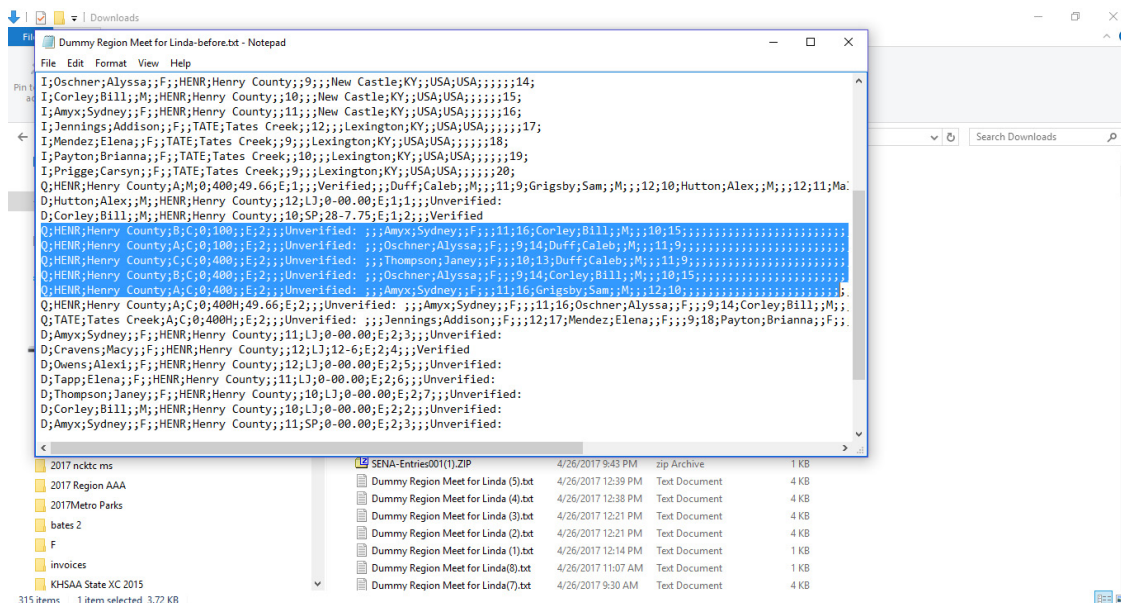 Downloads
Fil
Dummy Region Meet for Linda-before.txt - Notepad
File Edit Format View Help
Pin t
I;Oschner;Alyssa;;F;;HENR;Henry County;;9;;;New Castle;KY;;USA;USA;;;;;;14;
I;Corley;Bill;;M;;HENR;Henry County;;10;;;New Castle;KY;;USA;USA;;;;;;15;
I;Amyx;Sydney;;F;;HENR;Henry County;;11;;;New Castle;KY;;USA;USA;;;;;;16;
I;Jennings;Addison;;F;;TATE;Tates Creek;;12;;;Lexington;KY;;USA;USA;;;;;;17;
I;Mendez;Elena;;F;;TATE;Tates Creek;;9;;;Lexington;KY;;USA;USA;;;;;;18;
I;Payton;Brianna;;F;;TATE;Tates Creek;;10;;;Lexington;KY;;USA;USA;;;;;;19;
I;Prigge;Carsyn;;F;;TATE;Tates Creek;;9;;;Lexington;KY;;USA;USA;;;;;;20;
Q;HENR;Henry County;A;M;0;400;49.66;E;1;;;Verified;;;Duff;Caleb;;M;;;11;9;Grigsby;Sam;;M;;;12;10;Hutton;Alex;;M;;;12;11;Ma
D;Hutton;Alex;;M;;HENR;Henry County;;12;LJ;0-00.00;E;1;1;;;Unverified:
D;Corley;Bill;;M;;HENR;Henry County;;10;SP;28-7.75;E;1;2;;;Verified
Q;HENR;Henry County;B;C;0;100;;E;2;;;Unverified: ;;;Amyx;Sydney;;F;;;11;16;Corley;Bill;;M;;;10;15;;;;;;;;;;;;;;;;;;;;;;;;;
Q;HENR;Henry County;A;C;0;100;;E;2;;;Unverified: ;;;Oschner;Alyssa;;F;;;9;14;Duff;Caleb;;M;;;11;9;;;;;;;;;;;;;;;;;;;;;;;;;
Q;HENR;Henry County;C;C;0;400;;E;2;;;Unverified: ;;;Thompson;Janey;;F;;;10;13;Duff;Caleb;;M;;;11;9;;;;;;;;;;;;;;;;;;;;;;;;
Q;HENR;Henry County;B;C;0;400;;E;2;;;Unverified: ;;;Oschner;Alyssa;;F;;;9;14;Corley;Bill;;M;;;10;15;;;;;;;;;;;;;;;;;;;;;;;
Q;HENR;Henry County;A;C;0;400;;E;2;;;Unverified: ;;;Amyx;Sydney;;F;;;11;16;Grigsby;Sam;;M;;;12;10;;;;;;;;;;;;;;;;;;;;;;;;;
Q;HENR;Henry County;A;C;0;400H;49.66;E;2;;;Unverified: ;;;Amyx;Sydney;;F;;;11;16;Oschner;Alyssa;;F;;;9;14;Corley;Bill;;M;;
Q;TATE;Tates Creek;A;C;0;400H;;E;2;;;Unverified: ;;;Jennings;Addison;;F;;;12;17;Mendez;Elena;;F;;;9;18;Payton;Brianna;;F;;
D;Amyx;Sydney;;F;;HENR;Henry County;;11;LJ;0-00.00;E;2;3;;;Unverified:
D;Cravens;Macy;;F;;HENR;Henry County;;12;LJ;12-6;E;2;4;;;Verified
D;Owens;Alexi;;F;;HENR;Henry County;;12;LJ;0-00.00;E;2;5;;;Unverified:
D;Tapp;Elena;;F;;HENR;Henry County;;11;LJ;0-00.00;E;2;6;;;Unverified:
D;Thompson;Janey;;F;;HENR;Henry County;;10;LJ;0-00.00;E;2;7;;;Unverified:
D;Corley;Bill;;M;;HENR;Henry County;;10;LJ;0-00.00;E;2;2;;;Unverified:
D;Amyx;Sydney;;F;;HENR;Henry County;;11;SP;0-00.00;E;2;3;;;Unverified:
Search Downloads
2017 ncktc ms
2017 Region AAA
2017Metro Parks
bates 2
F
invoices
KHSAA State XC 2015
SENA-Entries001(1).ZIP 4/26/2017 9:43 PM zip Archive 1 KB
Dummy Region Meet for Linda (5).txt 4/26/2017 12:39 PM Text Document 4 KB
Dummy Region Meet for Linda (4).txt 4/26/2017 12:38 PM Text Document 4 KB
Dummy Region Meet for Linda (3).txt 4/26/2017 12:21 PM Text Document 4 KB
Dummy Region Meet for Linda (2).txt 4/26/2017 12:21 PM Text Document 4 KB
Dummy Region Meet for Linda (1).txt 4/26/2017 12:14 PM Text Document 1 KB
Dummy Region Meet for Linda(8).txt 4/26/2017 11:07 AM Text Document 1 KB
Dummy Region Meet for Linda(7).txt 4/26/2017 9:30 AM Text Document 4 KB
315 items 1 item selected 3.72 KB